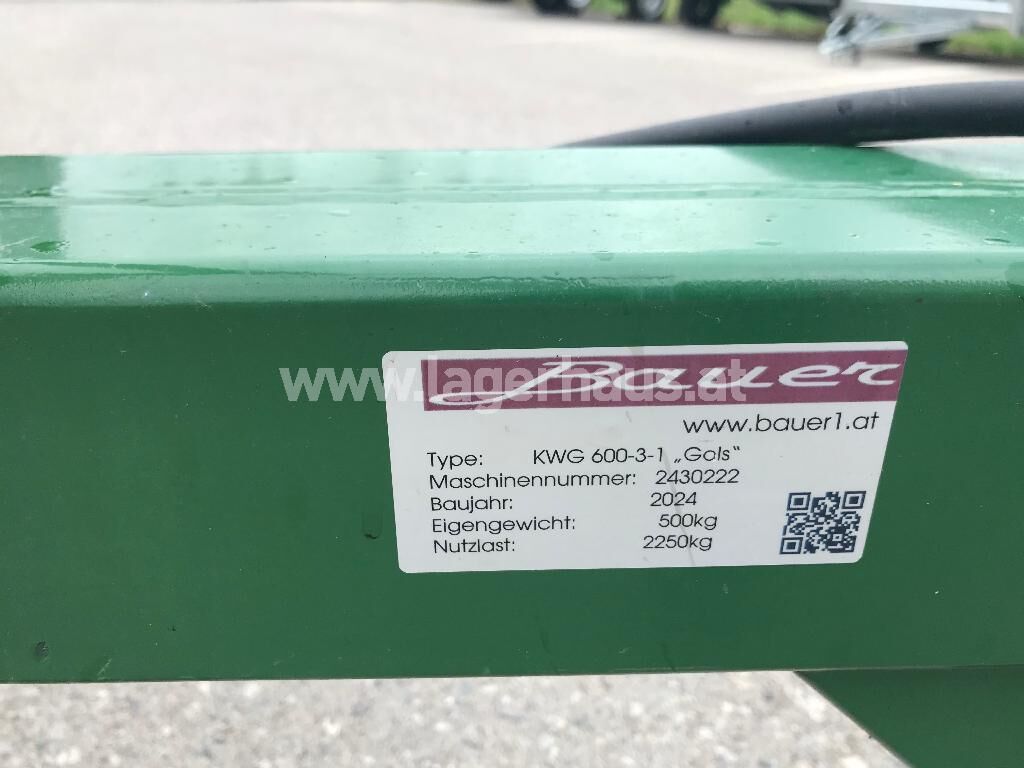 www.lagerhaus.at
Bauer
www.bauer1.at
Type: KWG 600-3-1 „Gols“
Maschinennummer: 2430222
Baujahr: 2024
Eigengewicht: 500kg
Nutzlast: 2250kg